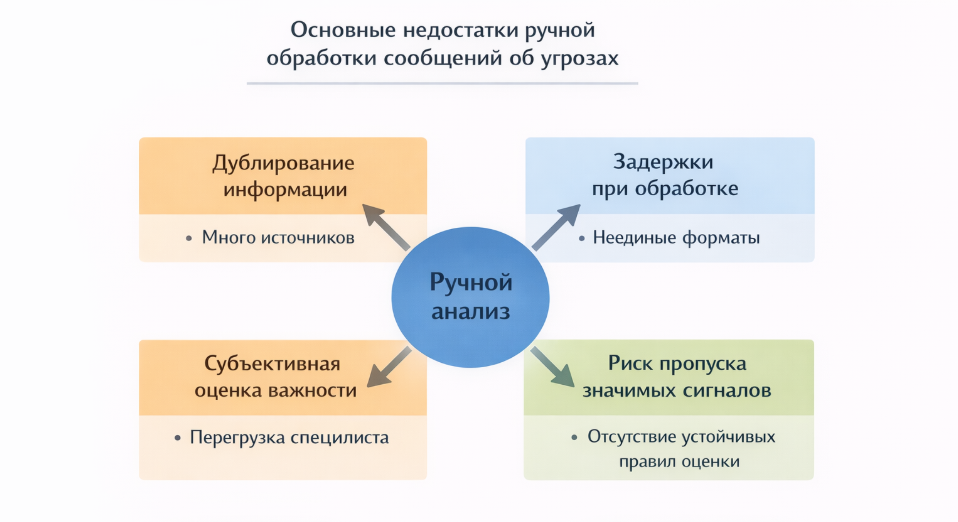 Основные недостатки ручной
обработки сообщений об угрозах
Дублирование
информации
• Много источников
Задержки
при обработке
• Неединые форматы
Ручной
анализ
Субъективная
оценка важности
• Перегрузка специлиста
Риск пропуска
значимых сигналов
• Отсутствие устойчивых
правил оценки